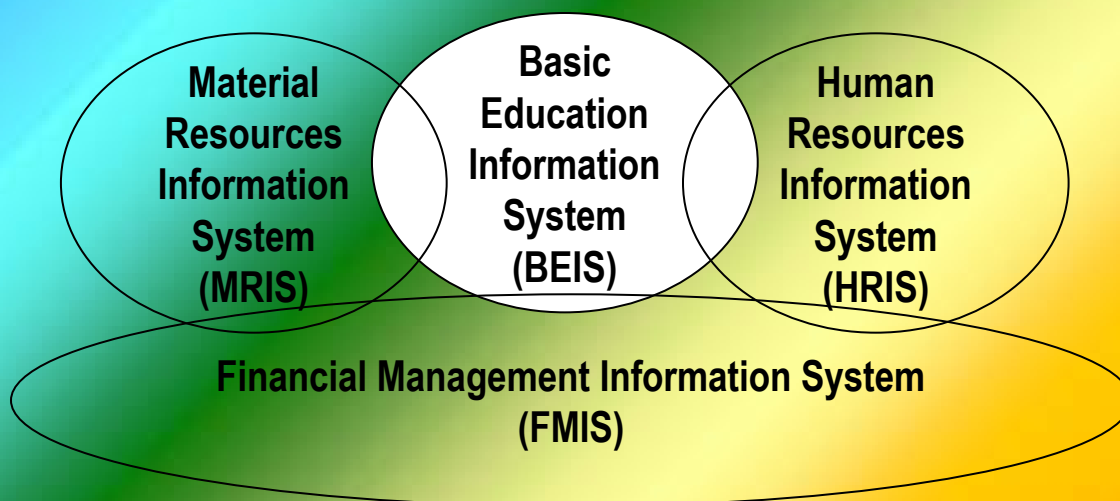 Material
Resources
Information
System
(MRIS)
Basic
Education
Information
System
(BEIS)
Human
Resources
Information
System
(HRIS)
Financial Management Information System
(FMIS)